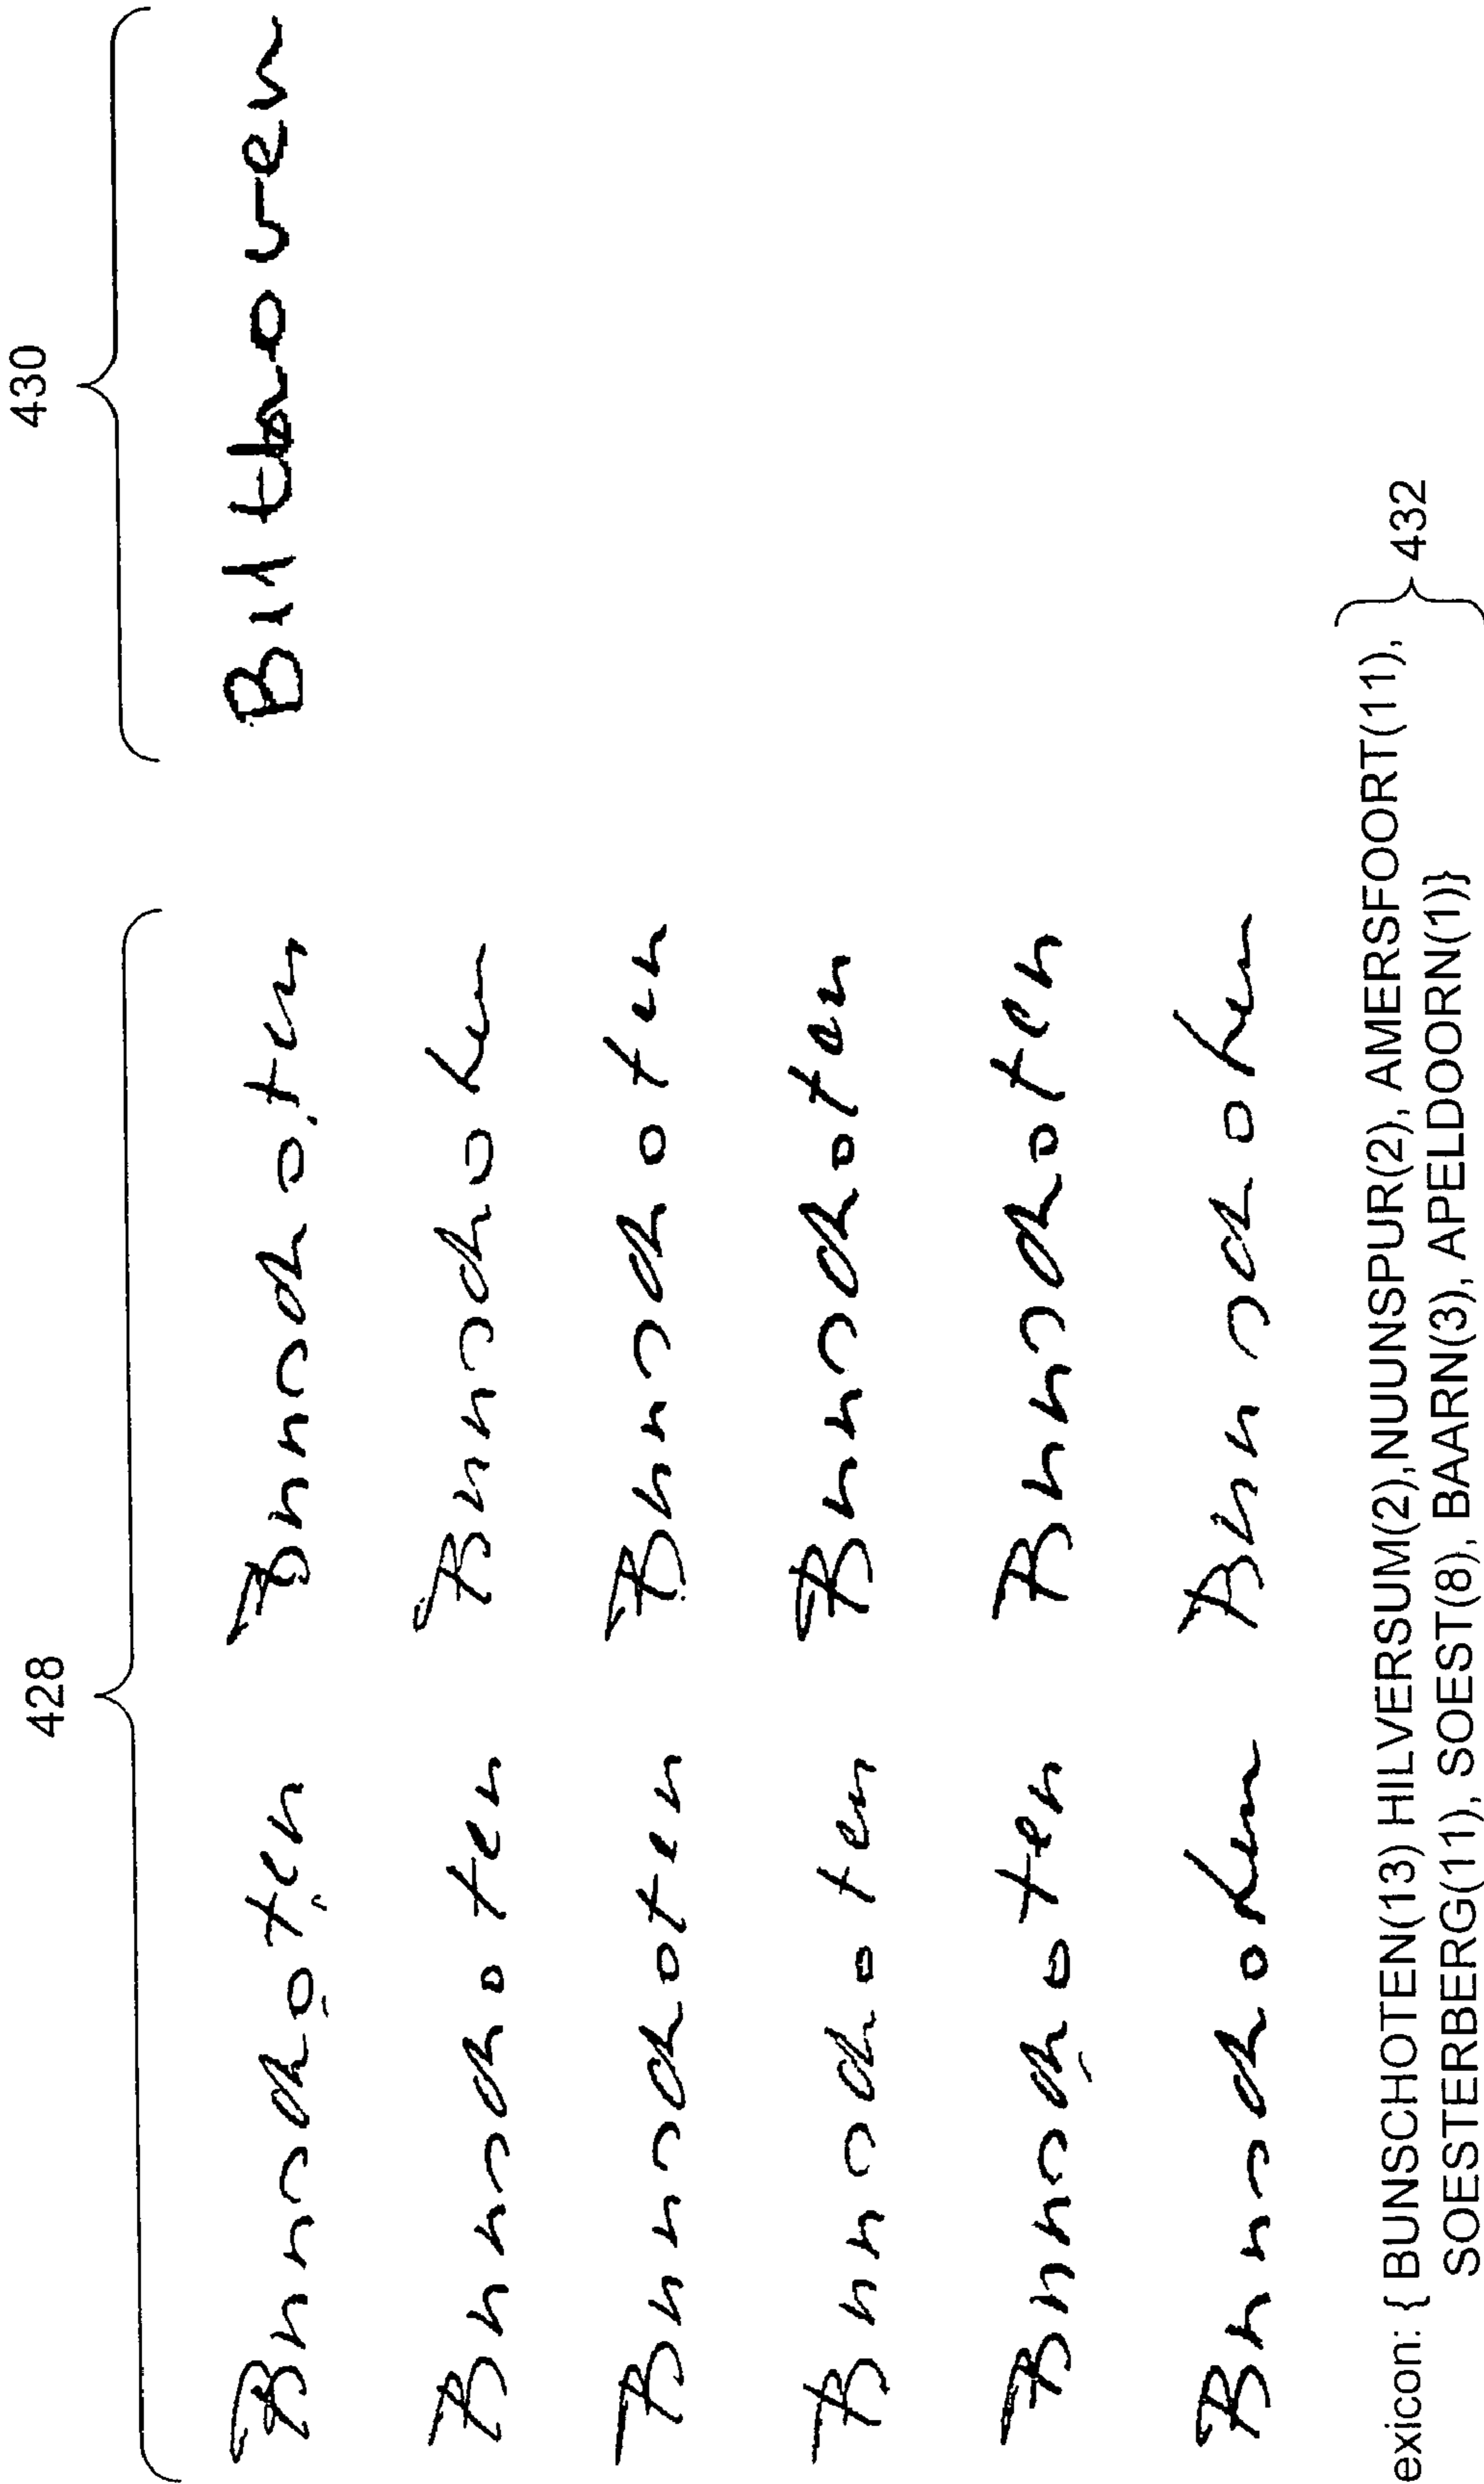 428 430
Bunschoten Bunschoten Bilthoven
Bunschoten Bunschoten
Bunschoten Bunschoten
Bunschoten Bunschoten
Bunschoten Bunschoten
Bunschoten Bunschoten
exicon: { BUNSCHOTEN(13) HILVERSUM(2),NUUNSPUR(2), AMERSFOORT(11), 432
SOESTERBERG(11), SOEST(8), BAARN(3), APELDOORN(1)}